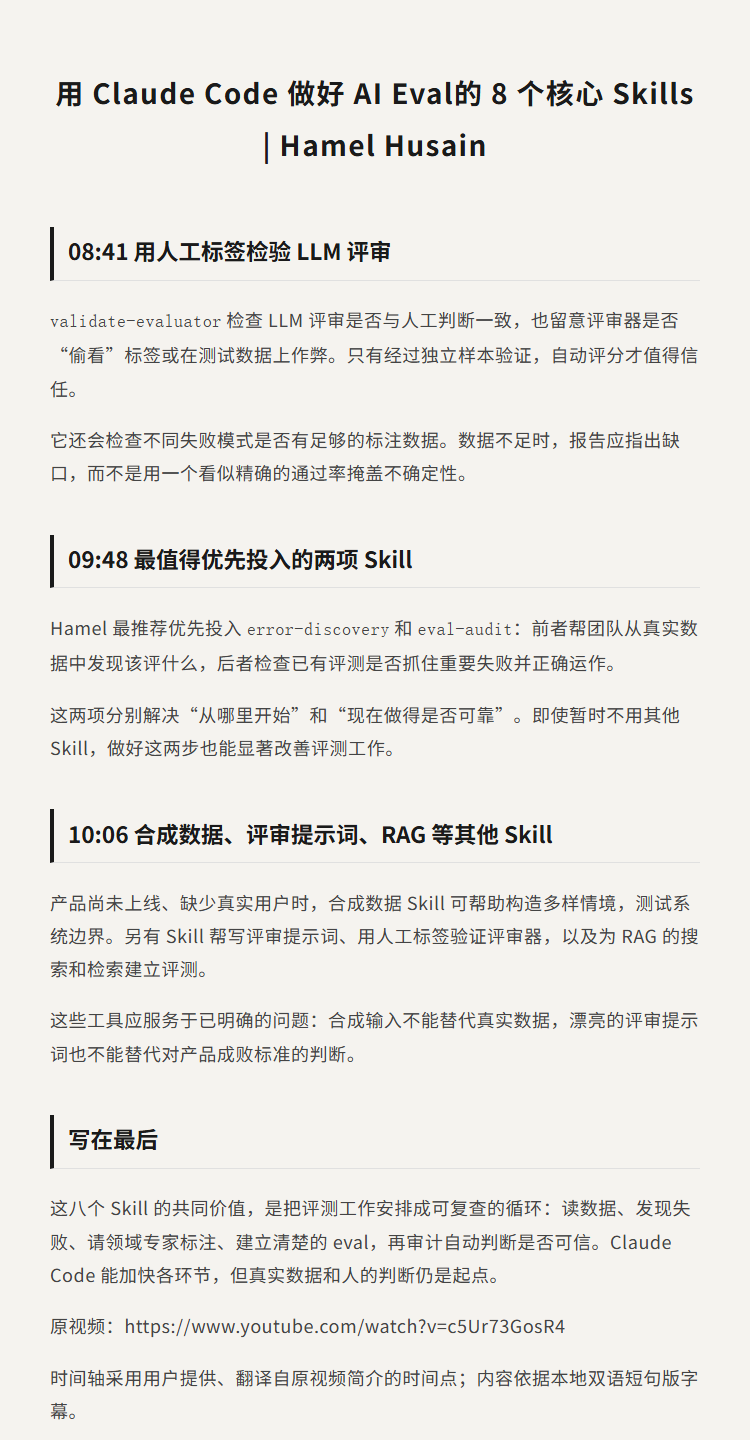 用 Claude Code 做好 AI Eval的 8 个核心 Skills
| Hamel Husain
08:41 用人工标签检验 LLM 评审
validate-evaluator 检查 LLM 评审是否与人工判断一致，也留意评审器是否
“偷看”标签或在测试数据上作弊。只有经过独立样本验证，自动评分才值得信
任。
它还会检查不同失败模式是否有足够的标注数据。数据不足时，报告应指出缺
口，而不是用一个看似精确的通过率掩盖不确定性。
09:48 最值得优先投入的两项 Skill
Hamel 最推荐优先投入 error-discovery 和 eval-audit：前者帮团队从真实数
据中发现该评什么，后者检查已有评测是否抓住重要失败并正确运作。
这两项分别解决“从哪里开始”和“现在做得是否可靠”。即使暂时不用其他
Skill，做好这两步也能显著改善评测工作。
10:06 合成数据、评审提示词、RAG 等其他 Skill
产品尚未上线、缺少真实用户时，合成数据 Skill 可帮助构造多样情境，测试系
统边界。另有 Skill 帮写评审提示词、用人工标签验证评审器，以及为 RAG 的搜
索和检索建立评测。
这些工具应服务于已明确的问题：合成输入不能替代真实数据，漂亮的评审提示
词也不能替代对产品成败标准的判断。
写在最后
这八个 Skill 的共同价值，是把评测工作安排成可复查的循环：读数据、发现失
败、请领域专家标注、建立清楚的 eval，再审计自动判断是否可信。Claude
Code 能加快各环节，但真实数据和人的判断仍是起点。
原视频：https://www.youtube.com/watch?v=c5Ur73GosR4
时间轴采用用户提供、翻译自原视频简介的时间点；内容依据本地双语短句版字
幕。